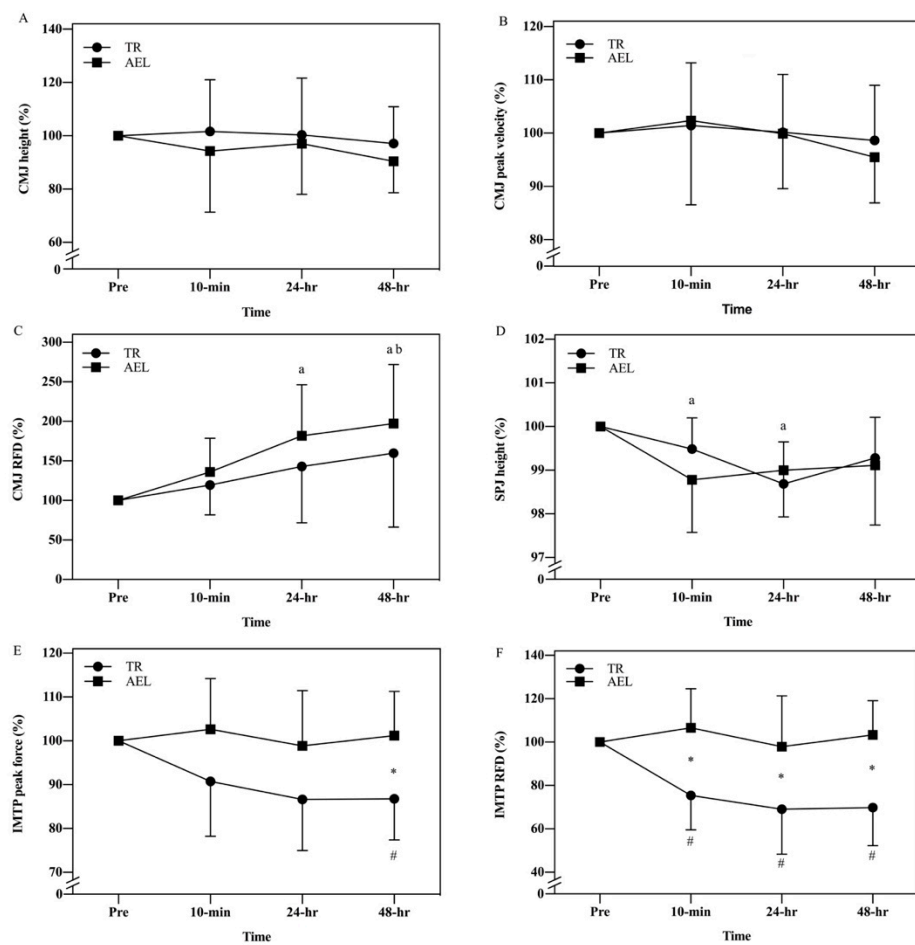 A
140
TR
AEL
120
100
80
60
0
CMJ height (%)
Pre 10-min 24-hr 48-hr
Time
B
120
TR
AEL
110
100
90
80
0
CMJ peak velocity (%)
Pre 10-min 24-hr 48-hr
Time
C
300
TR
AEL
a b
a
250
200
150
100
50
0
CMJ RFD (%)
Pre 10-min 24-hr 48-hr
Time
D
102
TR
AEL
101
a a
100
99
98
97
0
SPJ height (%)
Pre 10-min 24-hr 48-hr
Time
E
120
TR
AEL
110
100
*
90
80
#
70
0
IMTP peak force (%)
Pre 10-min 24-hr 48-hr
Time
F
140
TR
AEL
120
100
* * *
80
60
# # #
40
0
IMTP RFD (%)
Pre 10-min 24-hr 48-hr
Time